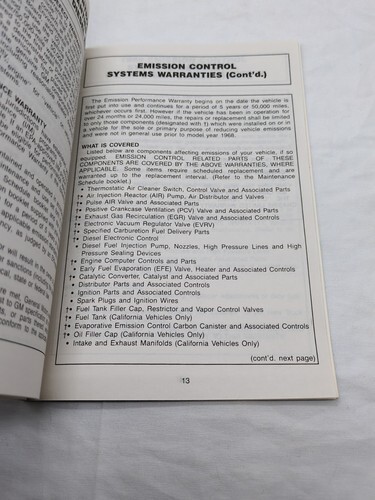 EMISSION CONTROL
SYSTEMS WARRANTIES (Cont'd.)
The Emission Performance Warranty begins on the date the vehicle is
first put into use and continues for a period of 5 years or 50,000 miles,
whichever occurs first. However if the vehicle has been in operation for
over 24 months or 24,000 miles, the repairs or replacement shall be limited
to only those components (designated with †) which were installed on or in
a vehicle for the sole or primary purpose of reducing vehicle emissions
and were not in general use prior to model year 1968.
WHAT IS COVERED
Listed below are components affecting emissions of your vehicle, if so
equipped. EMISSION CONTROL RELATED PARTS OF THESE
COMPONENTS ARE COVERED BY THE ABOVE WARRANTIES, WHERE
APPLICABLE. Some items require scheduled replacement and are
warranted up to the replacement interval. (Refer to the Maintenance
Schedule booklet.)
• Thermostatic Air Cleaner Switch, Control Valve and Associated Parts
†• Air Injection Reactor (AIR) Pump, Air Distributor and Valves
†• Pulse AIR Valve and Associated Parts
†• Positive Crankcase Ventilation (PCV) Valve and Associated Parts
†• Exhaust Gas Recirculation (EGR) Valve and Associated Controls
†• Electronic Vacuum Regulator Valve (EVRV)
†• Specified Carburetion Fuel Delivery Parts
†• Diesel Electronic Control
• Diesel Fuel Injection Pump, Nozzles, High Pressure Lines and High
Pressure Seating Devices
†• Engine Computer Controls and Parts
• Early Fuel Evaporation (EFE) Valve, Heater and Associated Controls
†• Catalytic Converter, Catalyst and Associated Parts
• Distributor Parts and Associated Controls
• Ignition Parts and Associated Controls
• Spark Plugs and Ignition Wires
†• Fuel Tank Filler Cap, Restrictor and Vapor Control Valves
†• Fuel Tank (California Vehicles Only)
†• Evaporative Emission Control Carbon Canister and Associated Controls
†• Oil Filler Cap (California Vehicles Only)
• Intake and Exhaust Manifolds (California Vehicles Only)
(cont'd. next page)
13